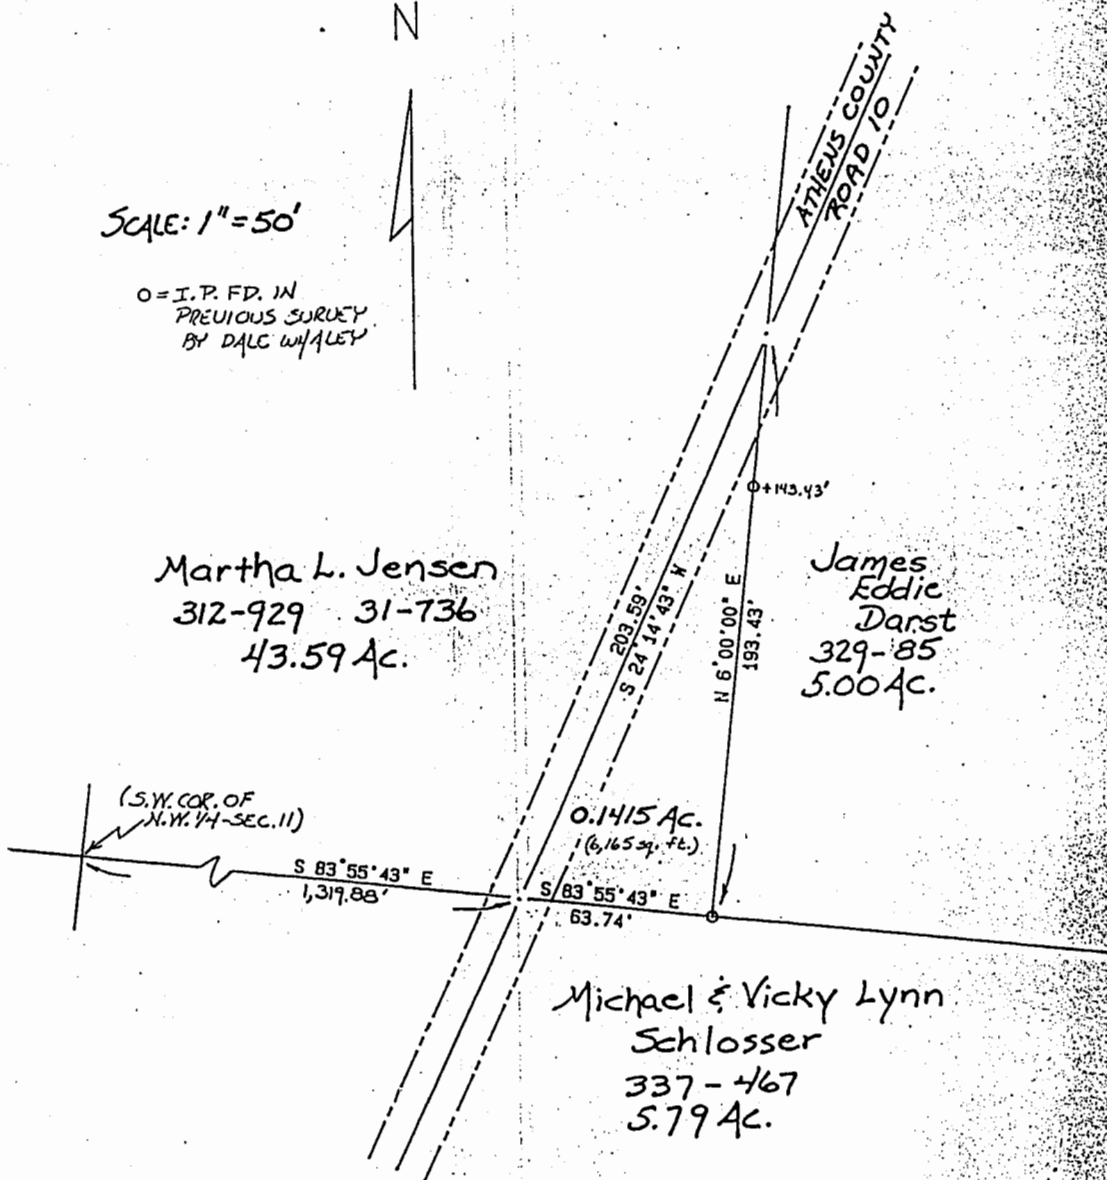 N
ATHENS COUNTY
ROAD 10
SCALE: 1" = 50'
O = I.P. FD. IN
PREVIOUS SURVEY
BY DALE WHALEY
+143.43'
Martha L. Jensen
312-929 31-736
43.59 Ac.
203.59'
S 24°14'43" W
N 6°00'00" E
193.43'
James
Eddie
Darst
329-85
5.00 Ac.
(S.W. COR. OF
N.W. 1/4-SEC. 11)
0.1415 Ac.
(6,165 sq. ft.)
S 83°55'43" E
1,319.88'
S 83°55'43" E
63.74'
Michael & Vicky Lynn
Schlosser
337-467
5.79 Ac.